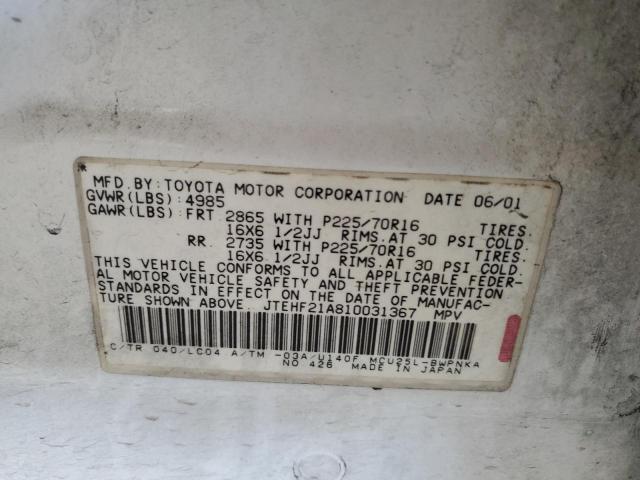 MFD.BY:TOYOTA MOTOR CORPORATION DATE 06/01
GVWR(LBS):4985
GAWR(LBS):FRT. 2865 WITH P225/70R16 TIRES.
16X6 1/2JJ RIMS.AT 30 PSI COLD.
RR. 2735 WITH P225/70R16 TIRES.
16X6 1/2JJ RIMS.AT 30 PSI COLD.
THIS VEHICLE CONFORMS TO ALL APPLICABLE FEDER-
AL MOTOR VEHICLE SAFETY AND THEFT PREVENTION
STANDARDS IN EFFECT ON THE DATE OF MANUFAC-
TURE SHOWN ABOVE. JTEHF21A810031367 MPV
C/TR 040/LC04 A/TM -03A/U140F MCU25L-BWPNKA
NO 426 MADE IN JAPAN